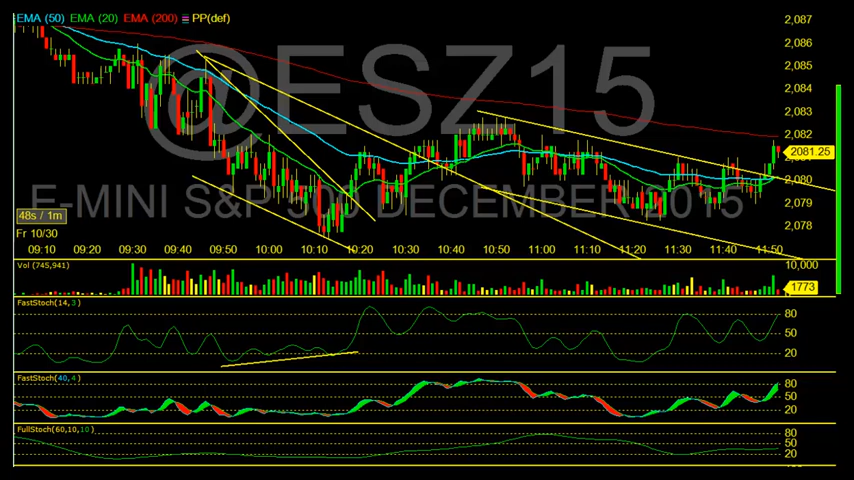 EMA (50) EMA (20) EMA (200) PP(def)
@ESZ15
E-MINI S&P 500 DECEMBER 2015
2,087
2,086
2,085
2,084
2,083
2,082
2081.25
2,080
2,079
2,078
48s / 1m
Fr 10/30
09:10 09:20 09:30 09:40 09:50 10:00 10:10 10:20 10:30 10:40 10:50 11:00 11:10 11:20 11:30 11:40 11:50
Vol (745,941)
10,000
1773
FastStoch(14,3)
80
50
20
FastStoch(40,4)
80
50
20
FullStoch(60,10,10)
80
50
20